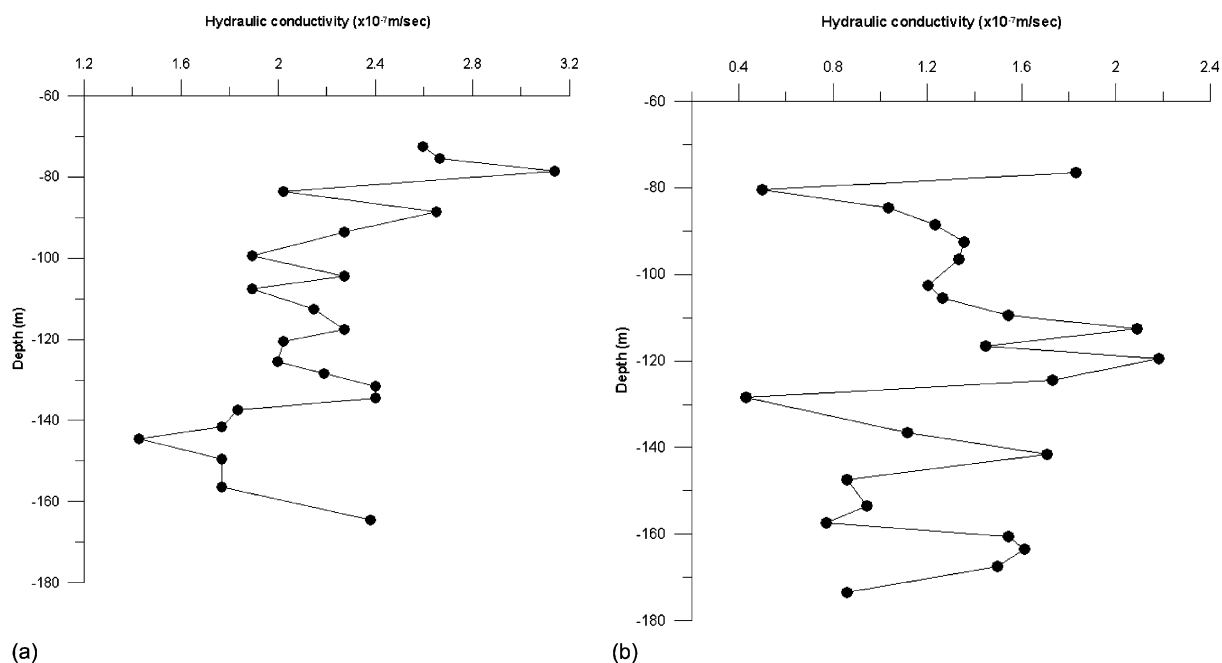 Hydraulic conductivity (x10⁻⁷m/sec)
1.2 1.6 2 2.4 2.8 3.2
-60
-80
-100
-120
-140
-160
-180
Depth (m)
(a)
Hydraulic conductivity (x10⁻⁷m/sec)
0.4 0.8 1.2 1.6 2 2.4
-60
-80
-100
-120
-140
-160
-180
Depth (m)
(b)